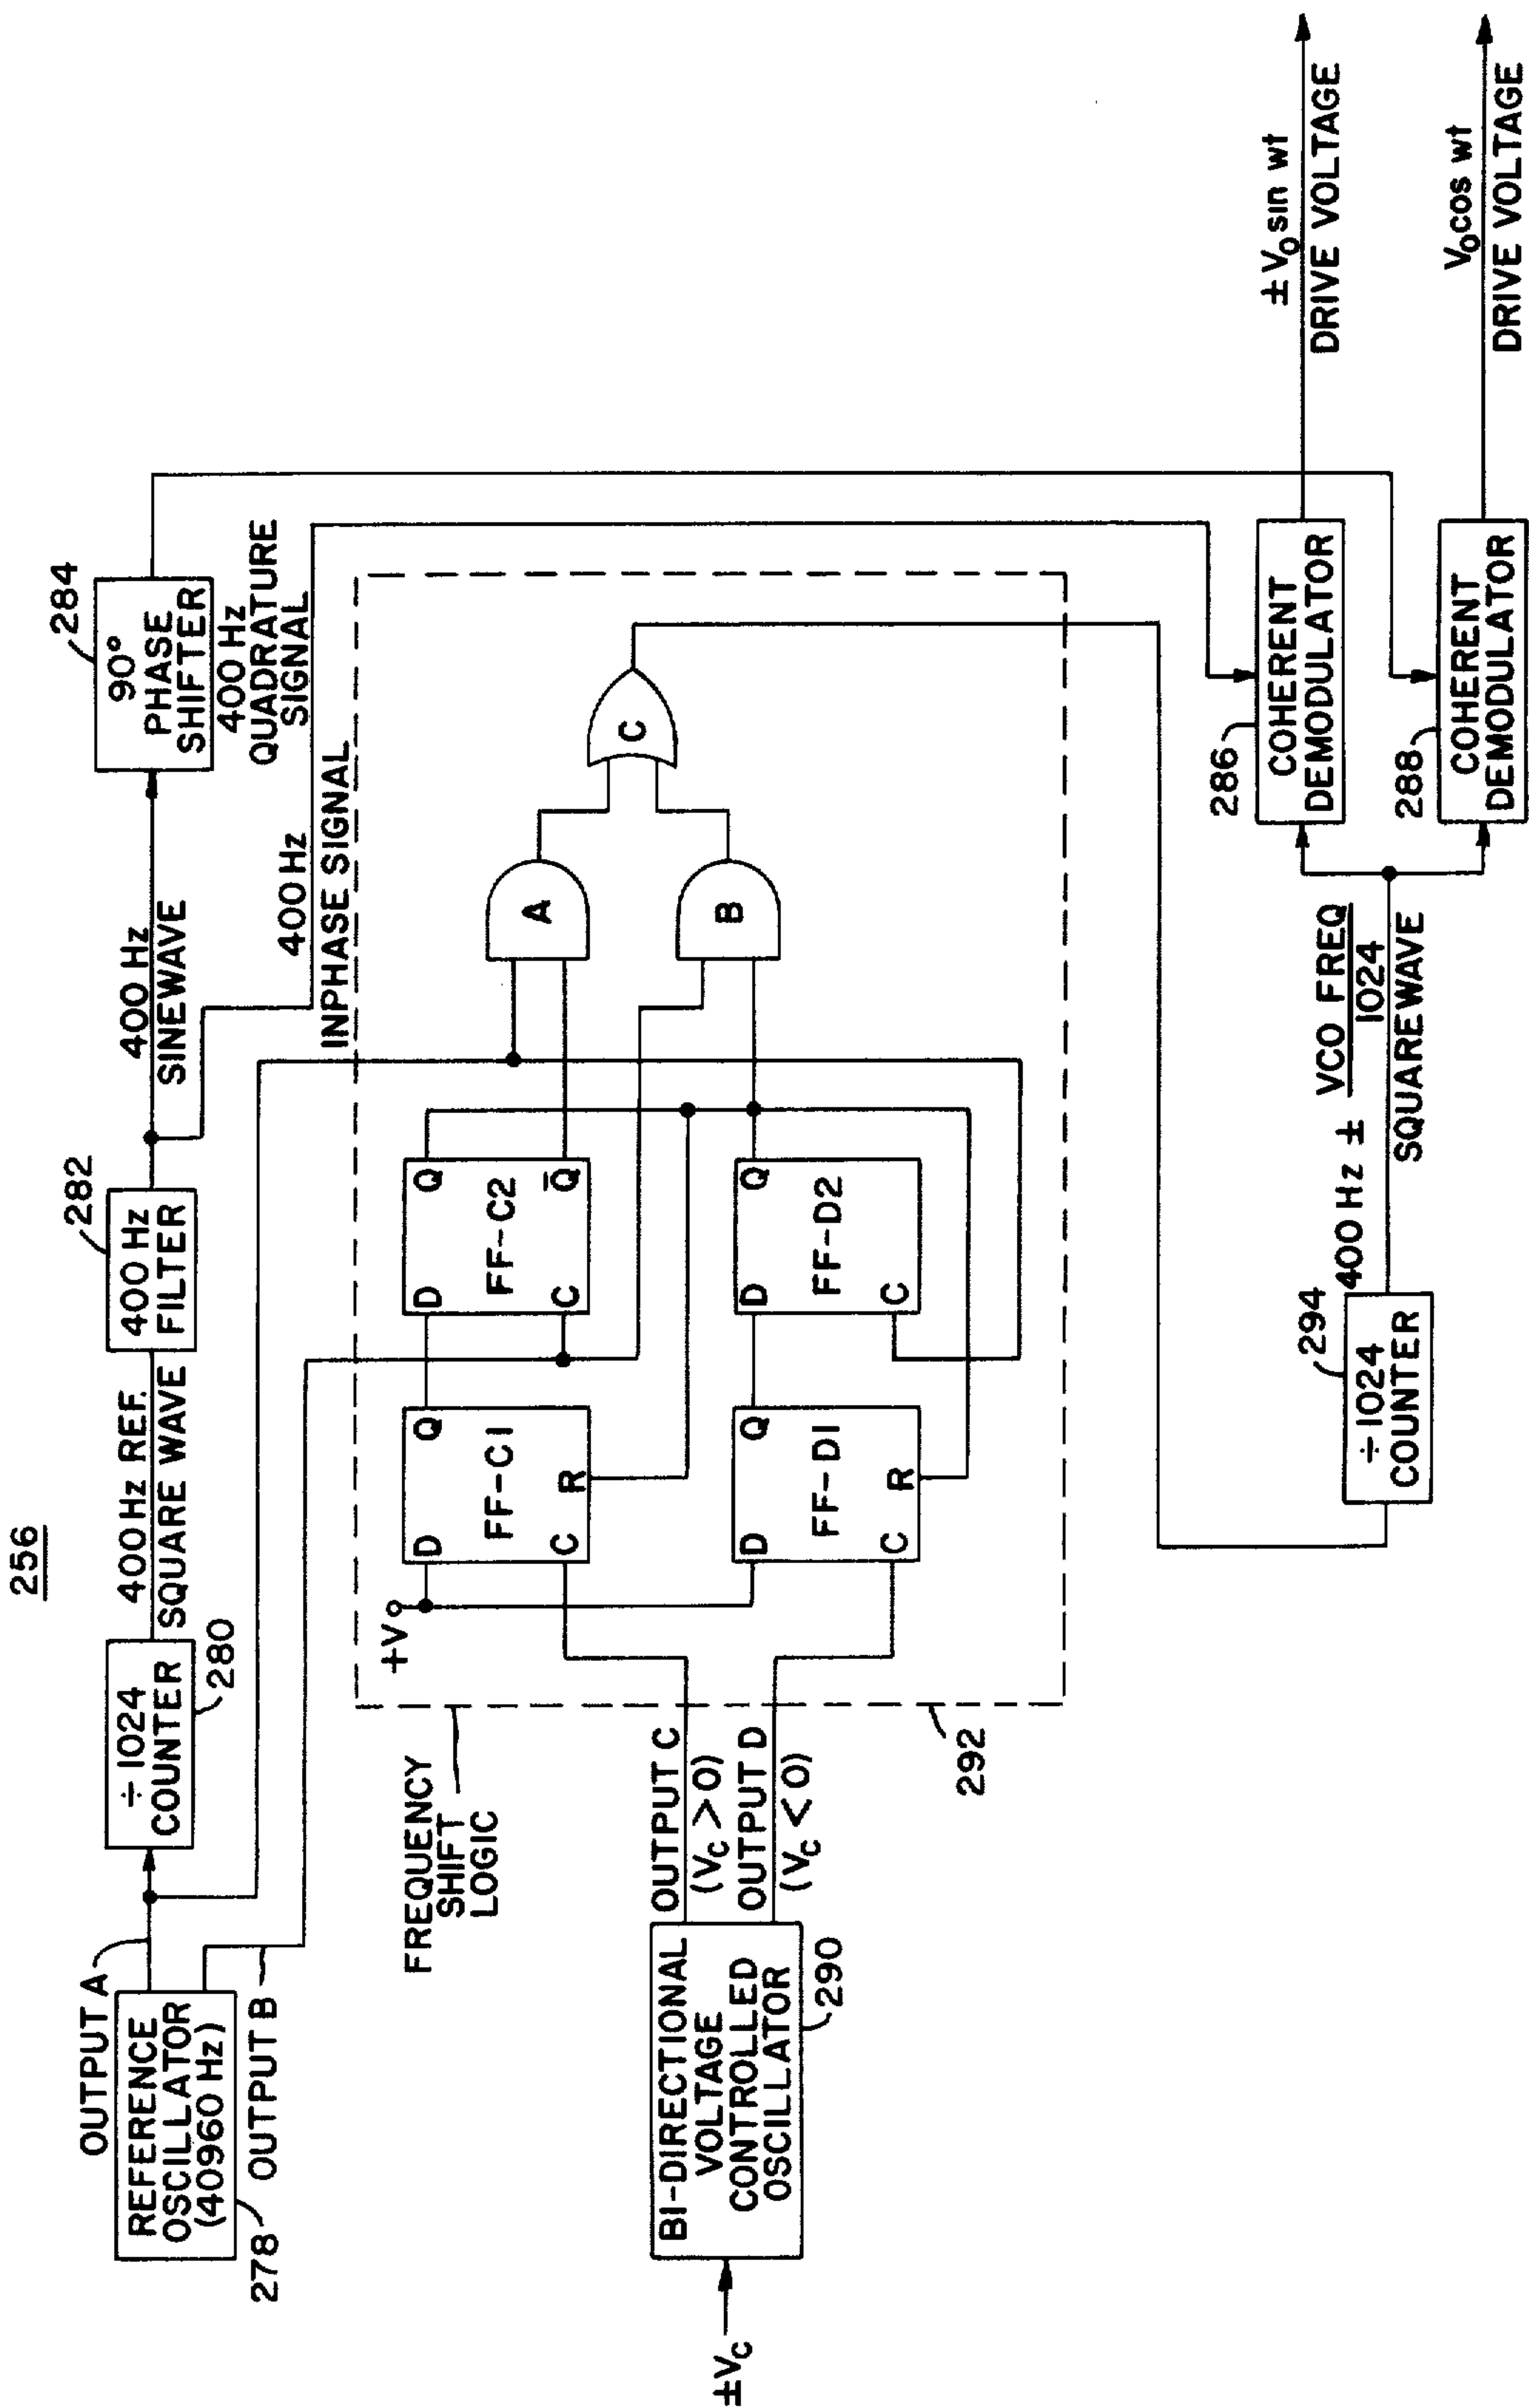 256
OUTPUT A
REFERENCE
OSCILLATOR
(40960 Hz)
278
OUTPUT B
÷ 1024
COUNTER
280
400 Hz REF.
SQUARE WAVE
400 Hz
FILTER
282
400 Hz
SINEWAVE
90°
PHASE
SHIFTER
284
400 Hz
QUADRATURE
SIGNAL
400 Hz
INPHASE SIGNAL
FREQUENCY
SHIFT
LOGIC
+V
D
Q
FF-C1
C
R
D
Q
FF-C2
C
Q̅
A
C
±Vc
BI-DIRECTIONAL
VOLTAGE
CONTROLLED
OSCILLATOR
290
OUTPUT C
(Vc > 0)
OUTPUT D
(Vc < 0)
D
Q
FF-D1
C
R
D
Q
FF-D2
C
B
292
÷ 1024
COUNTER
294
400 Hz ± VCO FREQ
1024
SQUAREWAVE
COHERENT
DEMODULATOR
286
± V₀ sin wt
DRIVE VOLTAGE
COHERENT
DEMODULATOR
288
V₀ cos wt
DRIVE VOLTAGE